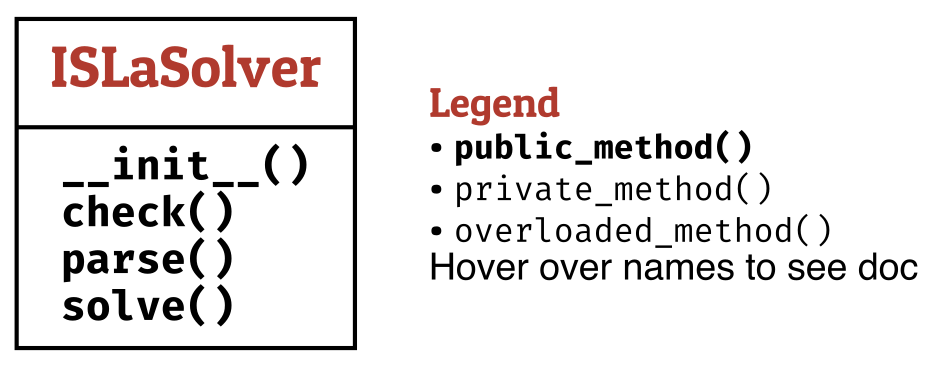 ISLaSolver
__init__()
check()
parse()
solve()
Legend
• public_method()
• private_method()
• overloaded_method()
Hover over names to see doc